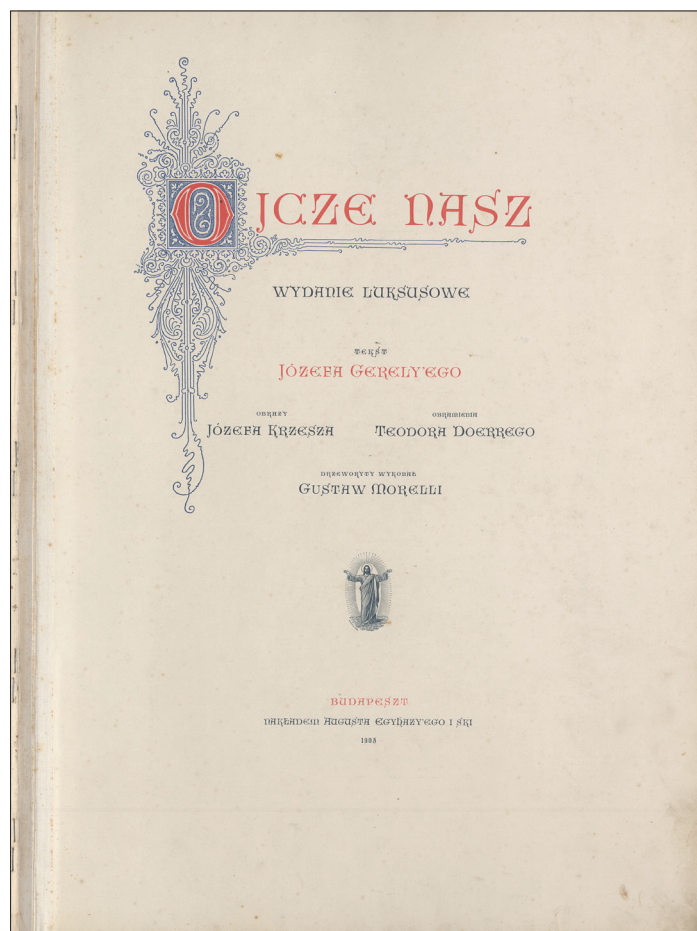 OJCZE NASZ
WYDANIE LUKSUSOWE
TEKST
JÓZEFA GERELY'EGO
OBRAZY
JÓZEFA KRZESZA
OBRAMIENIA
TEODORA DOERREGO
DRZEWORYTY WYROBIŁ
GUSTAW MORELLI
BUDAPESZT
NAKŁADEM AUGUSTA EGYHAZY'EGO I SKI